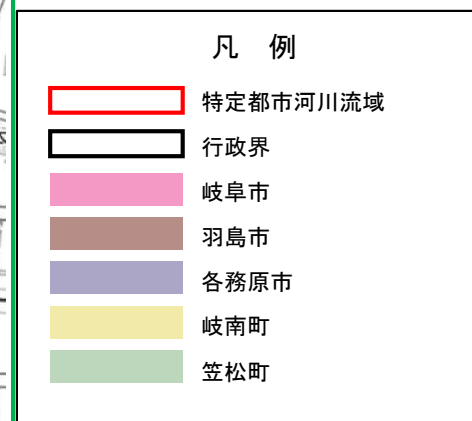 凡 例
特定都市河川流域
行政界
岐阜市
羽島市
各務原市
岐南町
笠松町